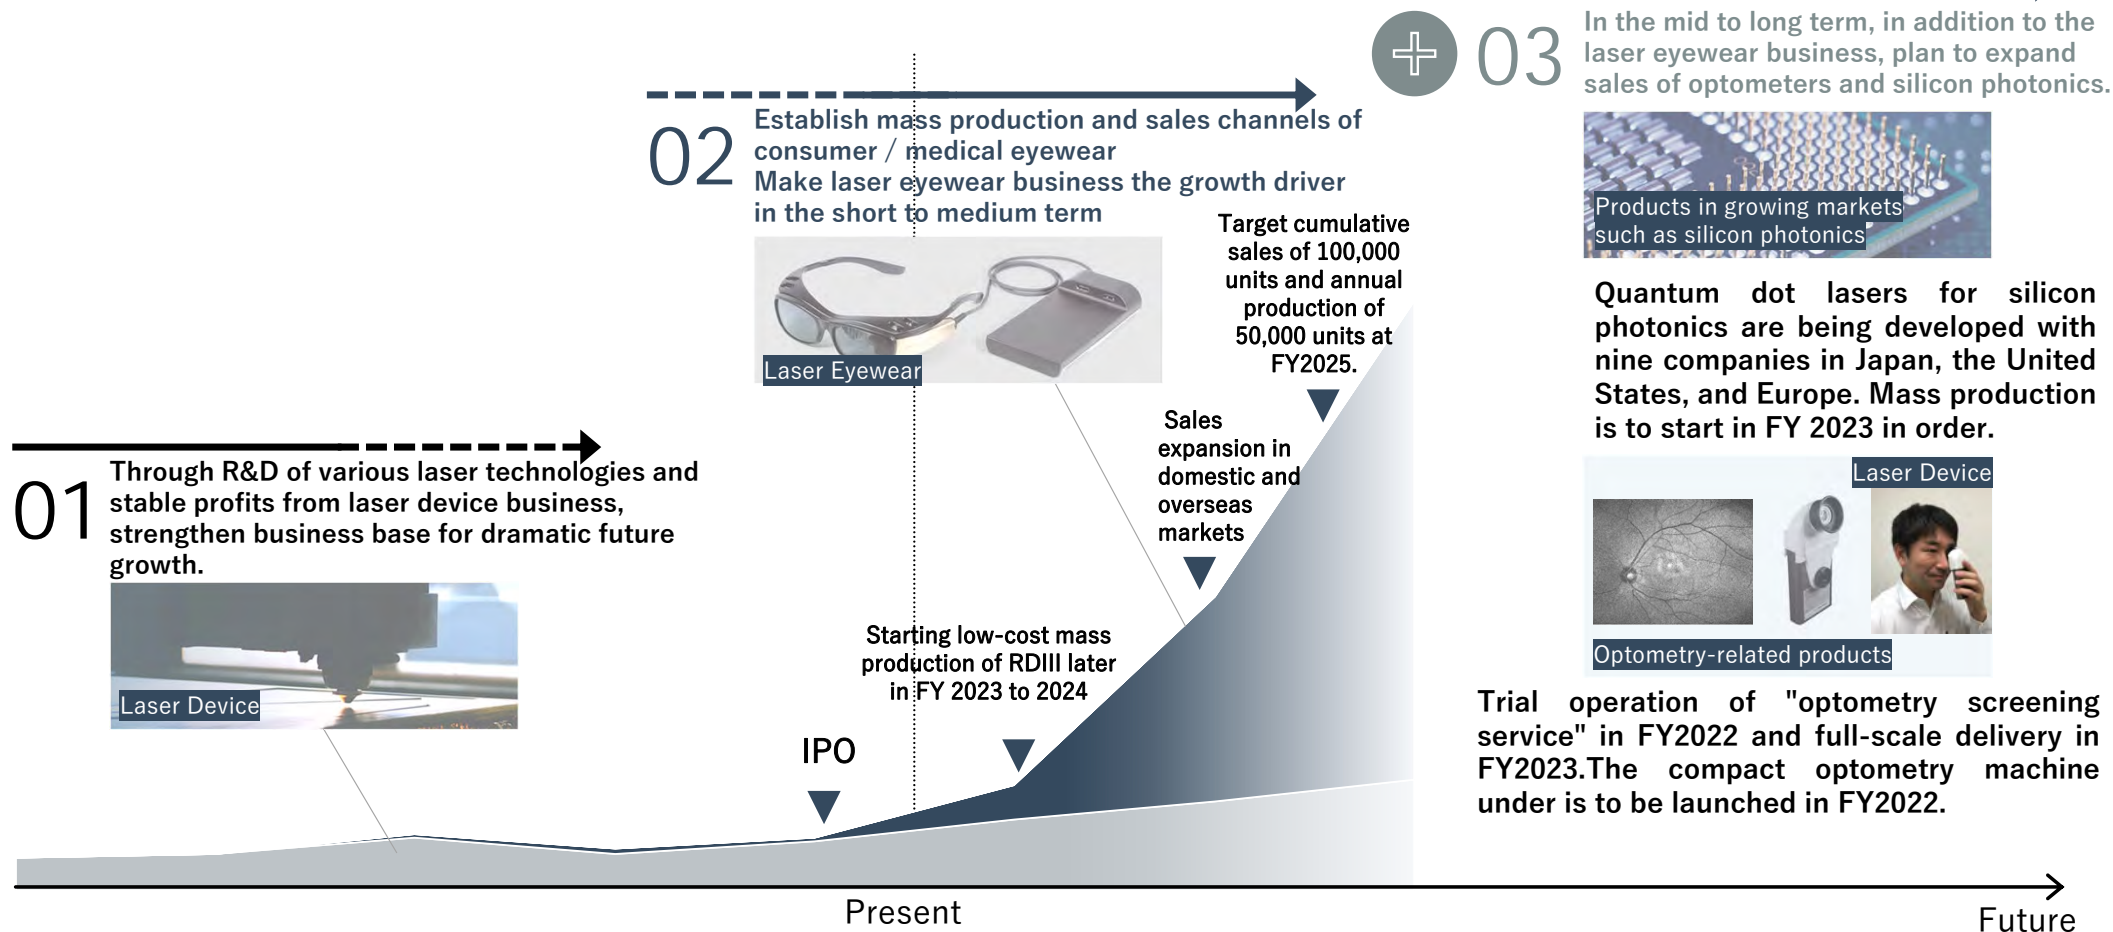 01
Through R&D of various laser technologies and
stable profits from laser device business,
strengthen business base for dramatic future
growth.
Laser Device
02
Establish mass production and sales channels of
consumer / medical eyewear
Make laser eyewear business the growth driver
in the short to medium term
Laser Eyewear
IPO
Starting low-cost mass
production of RDIII later
in FY 2023 to 2024
Sales
expansion in
domestic and
overseas
markets
Target cumulative
sales of 100,000
units and annual
production of
50,000 units at
FY2025.
03
In the mid to long term, in addition to the
laser eyewear business, plan to expand
sales of optometers and silicon photonics.
Products in growing markets
such as silicon photonics
Quantum dot lasers for silicon
photonics are being developed with
nine companies in Japan, the United
States, and Europe. Mass production
is to start in FY 2023 in order.
Laser Device
Optometry-related products
Trial operation of "optometry screening
service" in FY2022 and full-scale delivery in
FY2023.The compact optometry machine
under is to be launched in FY2022.
Present
Future